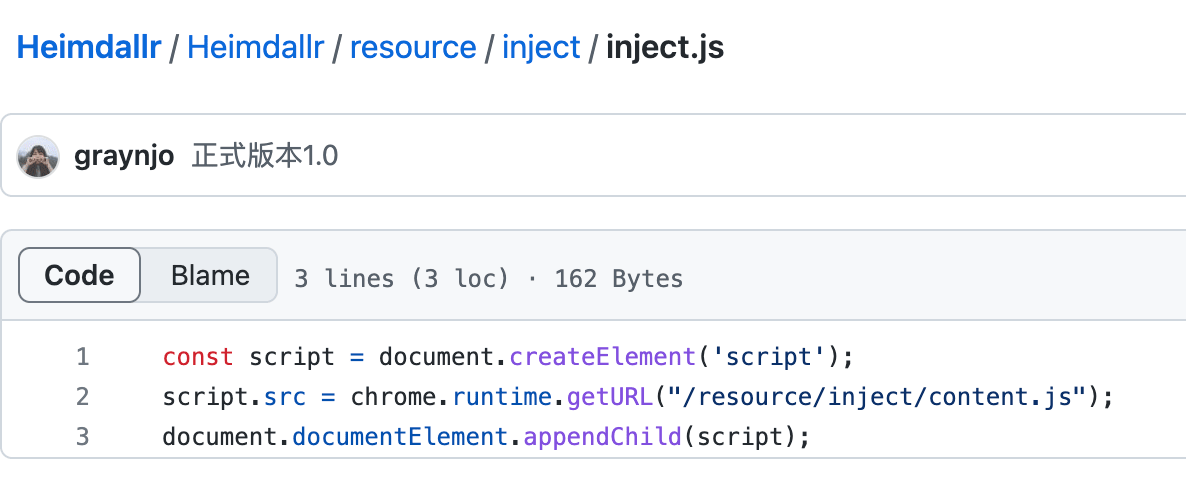 Heimdallr / Heimdallr / resource / inject / inject.js
graynjo 正式版本1.0
Code Blame 3 lines (3 loc) · 162 Bytes
1 const script = document.createElement('script');
2 script.src = chrome.runtime.getURL("/resource/inject/content.js");
3 document.documentElement.appendChild(script);